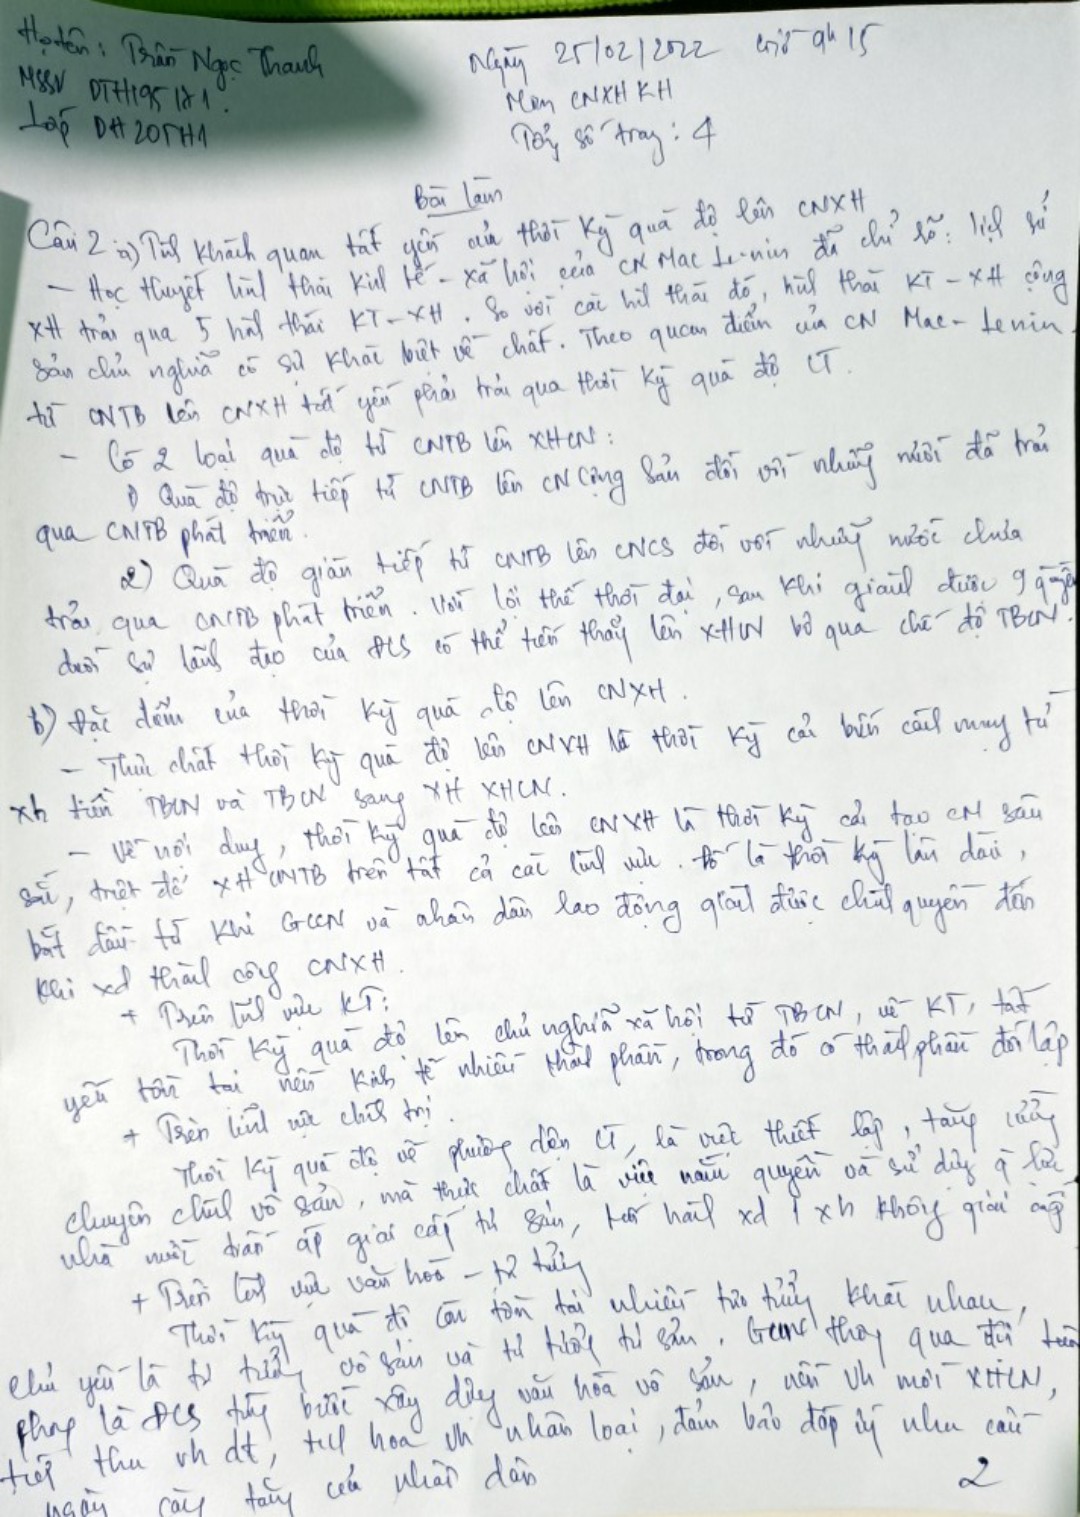 Họ tên: Trần Ngọc Thanh
Ngày 25/02/2022 giờ 9h15
MSSV DTH195171.
Môn CNXHKH
Lớp DH20TH1
Tổng số trang: 4
Bài làm
Câu 2 a) Tính khách quan tất yếu của thời kỳ quá độ lên CNXH
- Học thuyết hình thái kinh tế - xã hội của CN Mac Le-nin đã chỉ rõ: lịch sử
XH trải qua 5 hình thái KT-XH. So với các hình thái đó, hình thái KT-XH cộng
sản chủ nghĩa có sự khác biệt về chất. Theo quan điểm của CN Mac-Lenin.
từ CNTB lên CNXH tất yếu phải trải qua thời kỳ quá độ CT.
- Có 2 loại quá độ từ CNTB lên XHCN:
1) Quá độ trực tiếp từ CNTB lên CN Cộng Sản đối với những nước đã trải
qua CNTB phát triển.
2) Quá độ gián tiếp từ CNTB lên CNCS đối với những nước chưa
trải qua CNTB phát triển. Với lợi thế thời đại, sau khi giành được quyền
dưới sự lãnh đạo của ĐCS có thể tiến thẳng lên XHCN bỏ qua chế độ TBCN.
b) Đặc điểm của thời kỳ quá độ lên CNXH.
- Thực chất thời kỳ quá độ lên CNXH là thời kỳ cải biến cách mạng từ
xh tiền TBCN và TBCN sang XH XHCN.
- Về nội dung, thời kỳ quá độ lên CNXH là thời kỳ cải tạo CM sâu
sắc, triệt để XH CNTB trên tất cả các lĩnh vực. Đó là thời kỳ lâu dài,
bắt đầu từ khi GCCN và nhân dân lao động giành được chính quyền đến
khi xd thành công CNXH.
+ Trên lĩnh vực KT:
Thời kỳ quá độ lên chủ nghĩa xã hội từ TBCN, về KT, tất
yếu tồn tại nền kinh tế nhiều thành phần, trong đó có thành phần đối lập
+ Trên lĩnh vực chính trị.
Thời kỳ quá độ về phương diện CT, là việc thiết lập, tăng cường
chuyên chính vô sản, mà thực chất là việc nắm quyền và sử dụng q lực
nhà nước trấn áp giai cấp tư sản, tiến hành xd 1 xh không giai cấp
+ Trên lĩnh vực văn hoá - tư tưởng
Thời kỳ quá độ còn tồn tại nhiều tư tưởng khác nhau,
chủ yếu là tư tưởng vô sản và tư tưởng tư sản. GCCN thông qua đội tiên
phong là ĐCS từng bước xây dựng văn hóa vô sản, nền vh mới XHCN,
tiếp thu vh dt, tinh hoa vh nhân loại, đảm bảo đáp ứng nhu cầu
ngày càng tăng của nhân dân
2